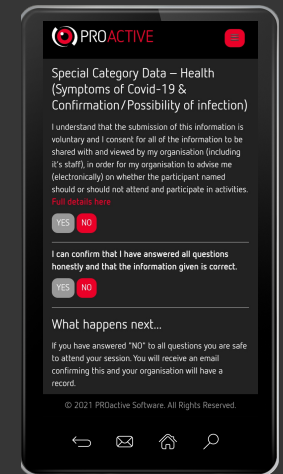 PROACTIVE
Special Category Data – Health
(Symptoms of Covid-19 &
Confirmation/Possibility of infection)
I understand that the submission of this information is
voluntary and I consent for all of the information to be
shared with and viewed by my organisation (including
it's staff), in order for my organisation to advise me
(electronically) on whether the participant named
should or should not attend and participate in activities.
Full details here
YES NO
I can confirm that I have answered all questions
honestly and that the information given is correct.
YES NO
What happens next...
If you have answered "NO" to all questions you are safe
to attend your session. You will receive an email
confirming this and your organisation will have a
record.
© 2021 PROactive Software. All Rights Reserved.